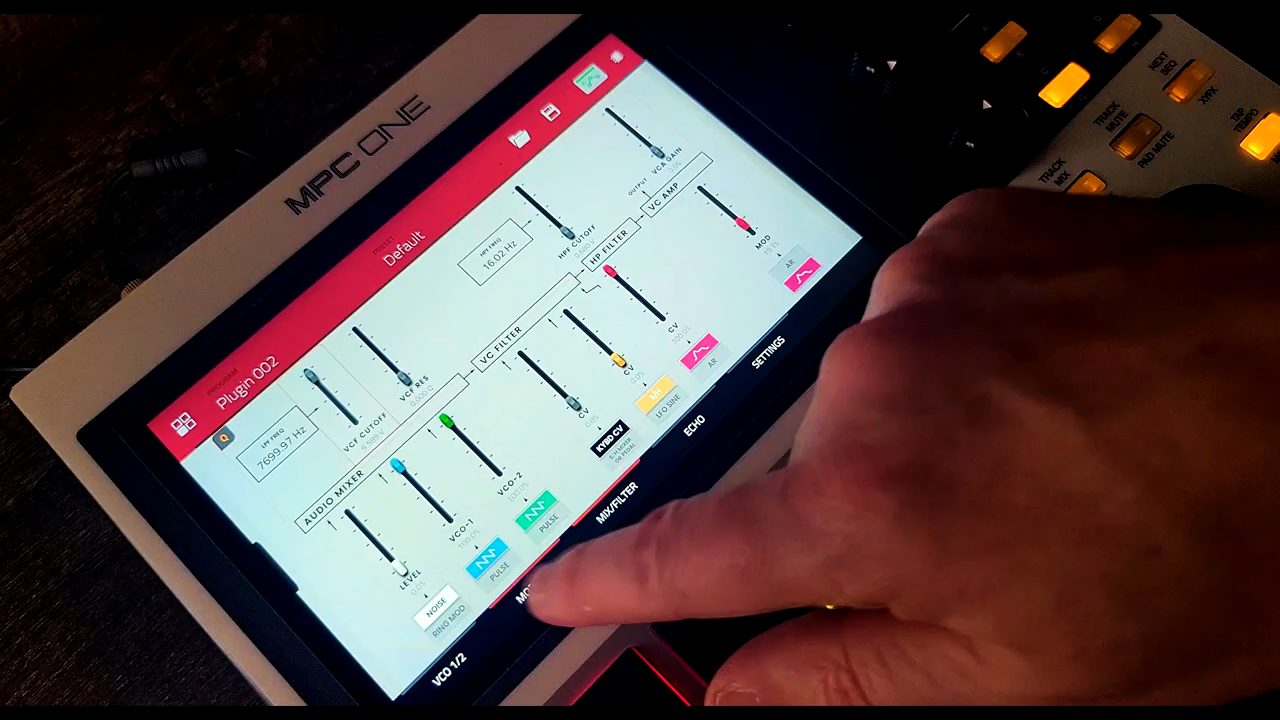 MPC ONE
PROGRAM
Plugin 002
PRESET
Default
LPF FREQ
7699.97 Hz
VCF CUTOFF
VCF RES
HPF FREQ
16.02 Hz
HPF CUTOFF
OUTPUT
VCA GAIN
AUDIO MIXER
VC FILTER
HP FILTER
VC AMP
LEVEL
0.0%
NOISE
RING MOD
VCO-1
100.0%
PULSE
VCO-2
100.0%
PULSE
CV
0.0%
KYBD CV
OR PEDAL
CV
0.0%
S/H
LFO SINE
CV
100.0%
AR
MOD
AR
VCO 1/2
MIX/FILTER
ECHO
SETTINGS
NEXT
SEQ
XYFX
TRACK
MUTE
PAD MUTE
TAP
TEMPO
TRACK
MIX